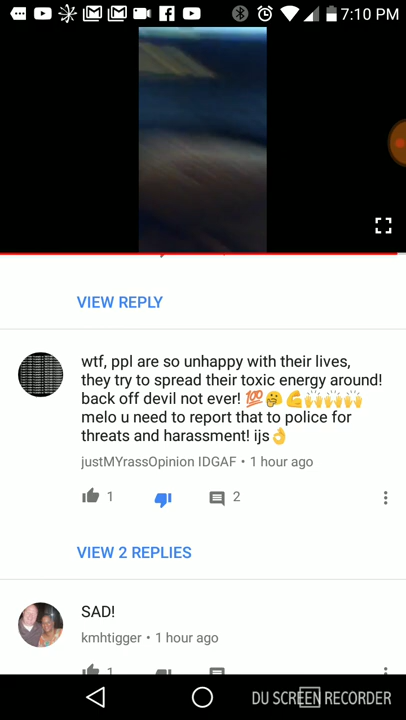 7:10 PM
VIEW REPLY
wtf, ppl are so unhappy with their lives,
they try to spread their toxic energy around!
back off devil not ever! 💯🤔💪🙌🙌🙌
melo u need to report that to police for
threats and harassment! ijs👌
justMYrassOpinion IDGAF • 1 hour ago
1 2
VIEW 2 REPLIES
SAD!
kmhtigger • 1 hour ago
1
DU SCREEN RECORDER